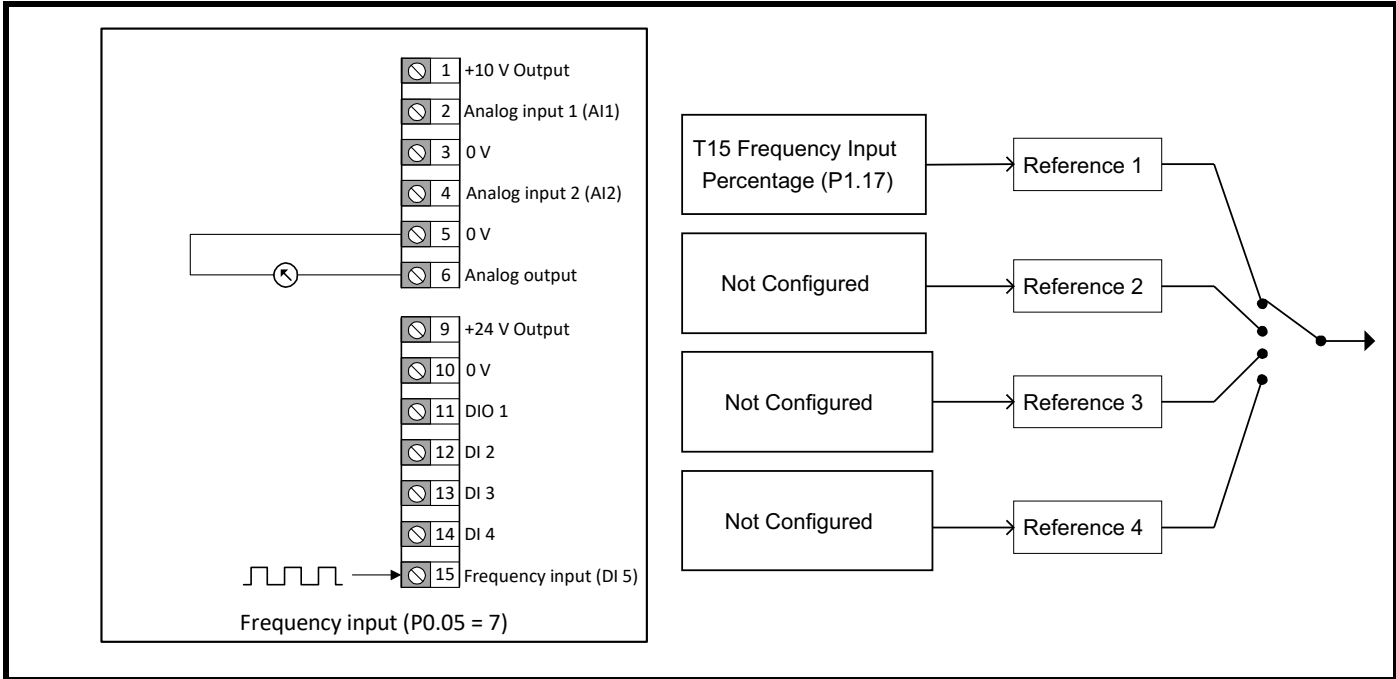 1 +10 V Output
2 Analog input 1 (AI1)
3 0 V
4 Analog input 2 (AI2)
5 0 V
6 Analog output
9 +24 V Output
10 0 V
11 DIO 1
12 DI 2
13 DI 3
14 DI 4
15 Frequency input (DI 5)
Frequency input (P0.05 = 7)
T15 Frequency Input
Percentage (P1.17)
Reference 1
Not Configured
Reference 2
Not Configured
Reference 3
Not Configured
Reference 4